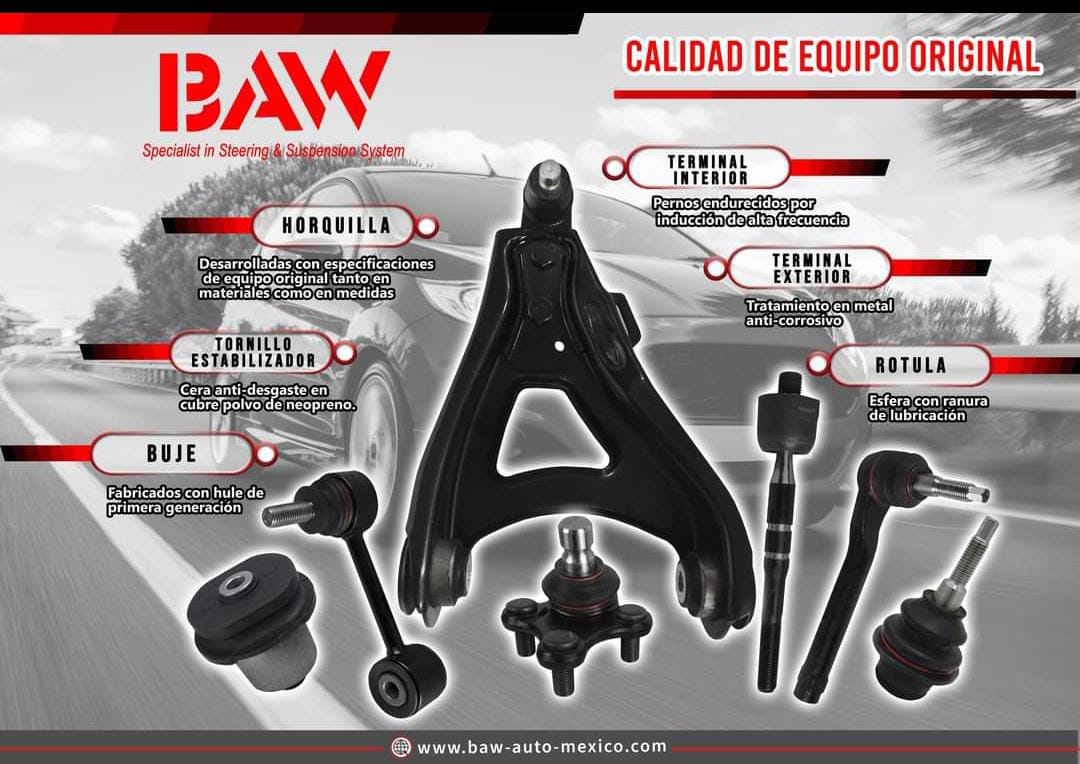 BAW
Specialist in Steering & Suspension System
CALIDAD DE EQUIPO ORIGINAL
HORQUILLA
Desarrolladas con especificaciones
de equipo original tanto en
materiales como en medidas
TORNILLO
ESTABILIZADOR
Cera anti-desgaste en
cubre polvo de neopreno.
BUJE
Fabricados con hule de
primera generación
TERMINAL
INTERIOR
Pernos endurecidos por
inducción de alta frecuencia
TERMINAL
EXTERIOR
Tratamiento en metal
anti-corrosivo
ROTULA
Esfera con ranura
de lubricación
www.baw-auto-mexico.com